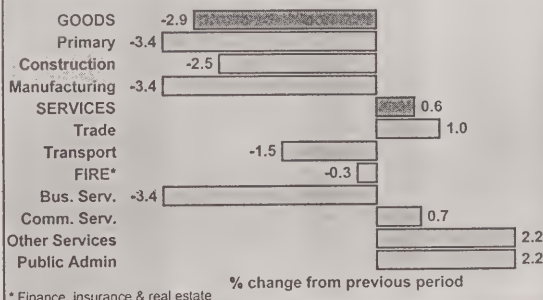 GOODS -2.9
Primary -3.4
Construction -2.5
Manufacturing -3.4
SERVICES 0.6
Trade 1.0
Transport -1.5
FIRE* -0.3
Bus. Serv. -3.4
Comm. Serv. 0.7
Other Services 2.2
Public Admin 2.2
% change from previous period
* Finance, insurance & real estate